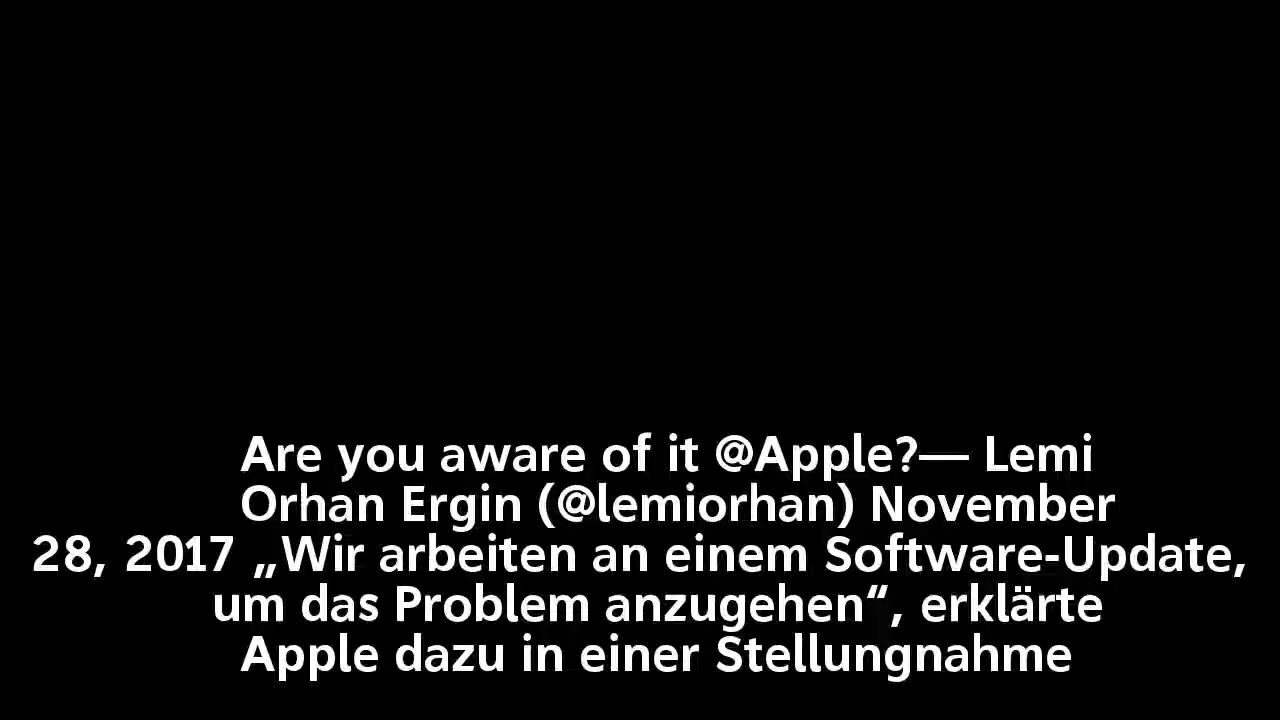 Are you aware of it @Apple?— Lemi
Orhan Ergin (@lemiorhan) November
28, 2017 „Wir arbeiten an einem Software-Update,
um das Problem anzugehen“, erklärte
Apple dazu in einer Stellungnahme